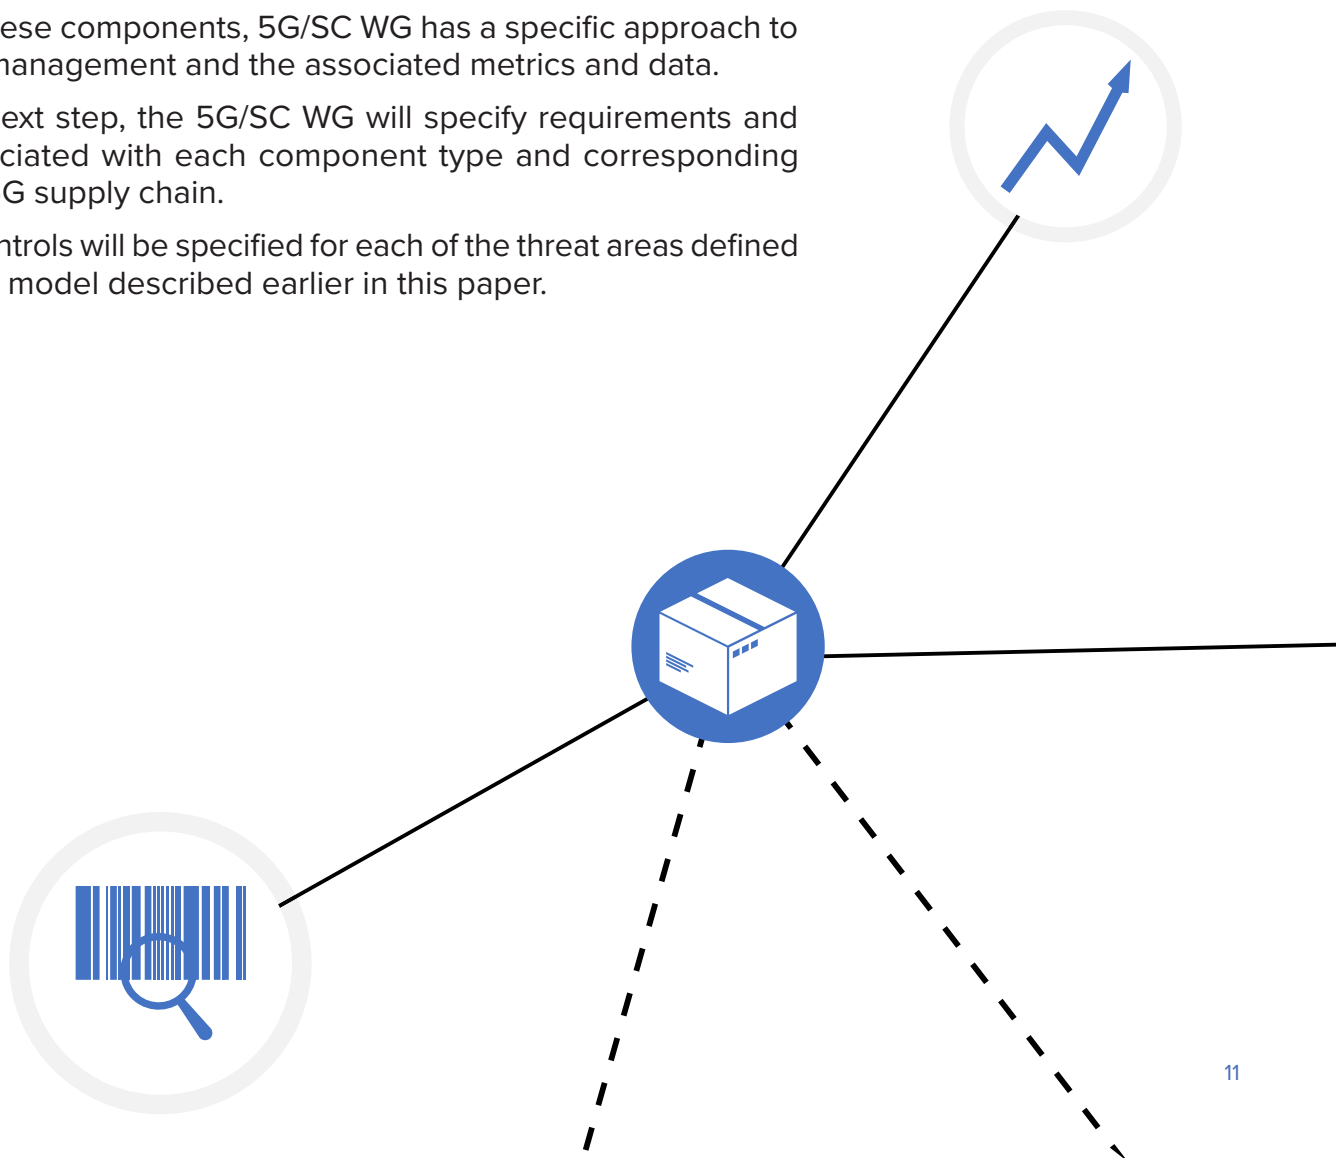 ese components, 5G/SC WG has a specific approach to
management and the associated metrics and data.
ext step, the 5G/SC WG will specify requirements and
ciated with each component type and corresponding
G supply chain.
ntrols will be specified for each of the threat areas defined
model described earlier in this paper.
11